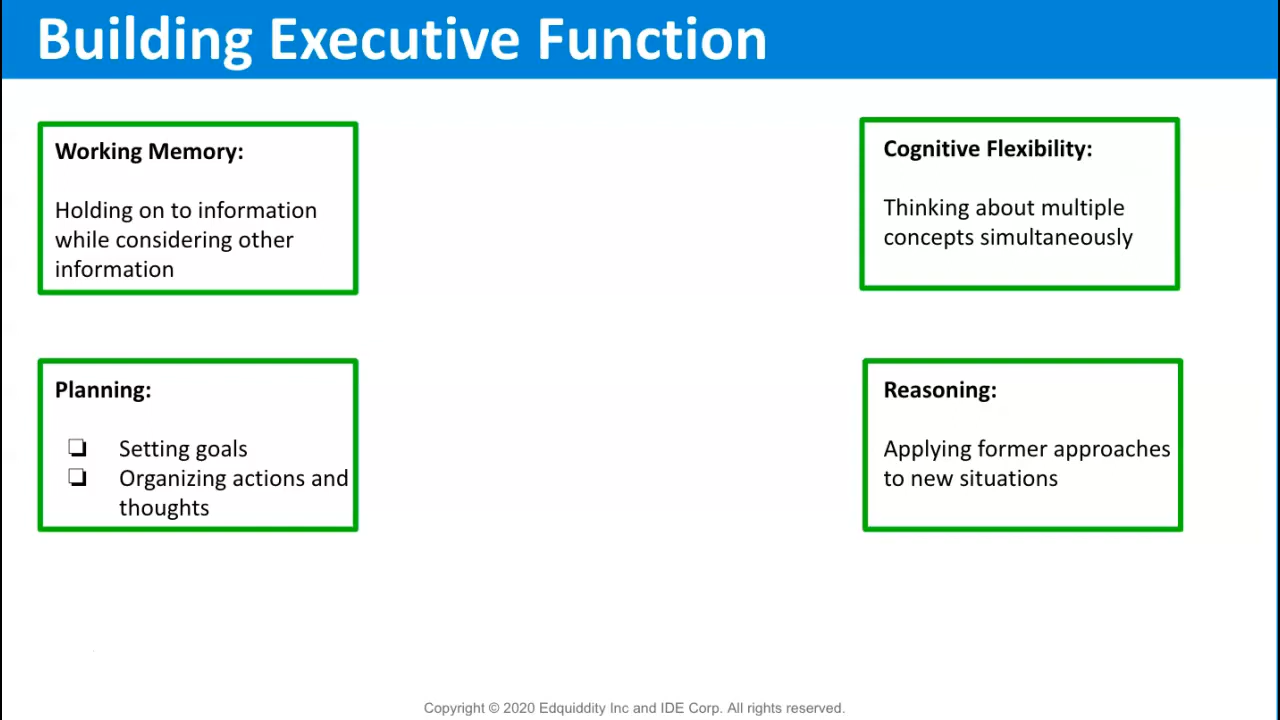 Building Executive Function
Working Memory:
Holding on to information
while considering other
information
Cognitive Flexibility:
Thinking about multiple
concepts simultaneously
Planning:
❏ Setting goals
❏ Organizing actions and
thoughts
Reasoning:
Applying former approaches
to new situations
Copyright © 2020 Edquiddity Inc and IDE Corp. All rights reserved.